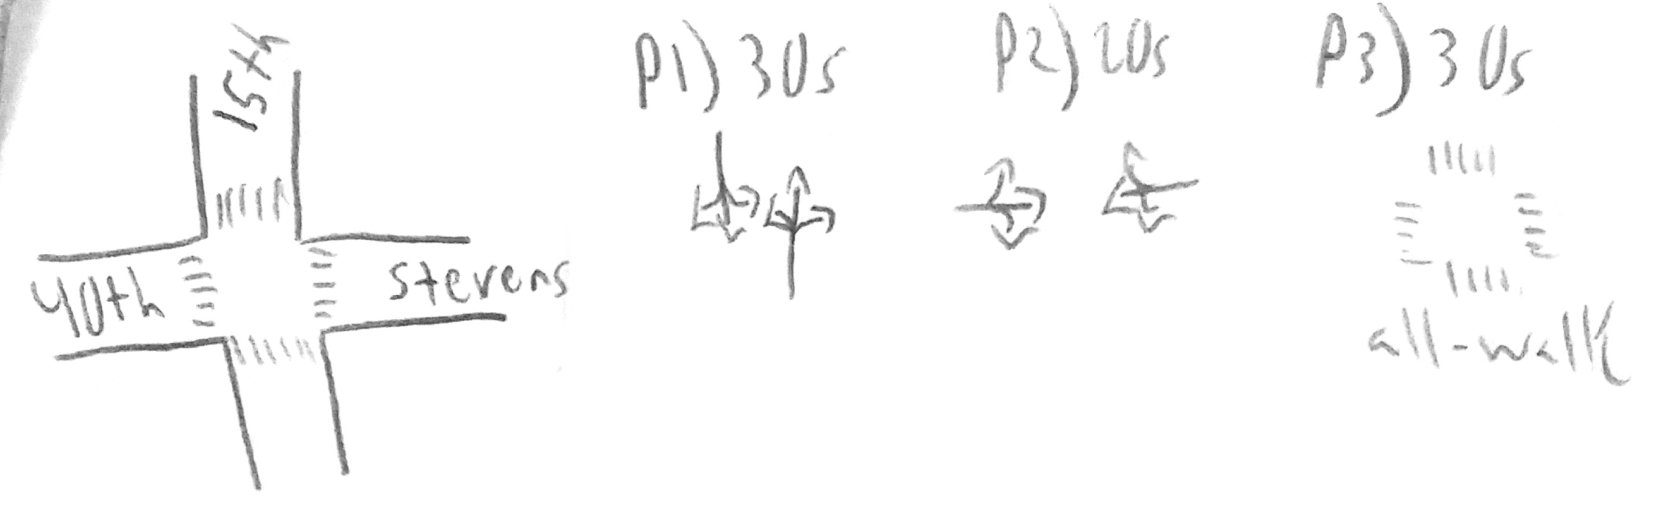 15th
40th
Stevens
P1) 30s
P2) 20s
P3) 30s
all-walk